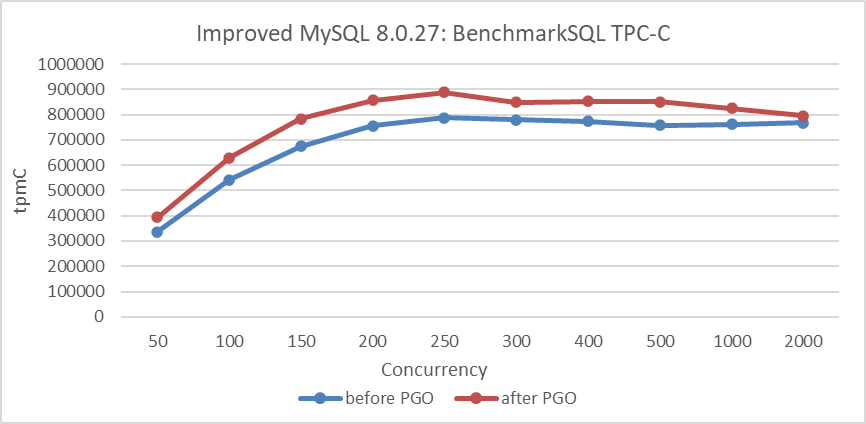 Improved MySQL 8.0.27: BenchmarkSQL TPC-C
1000000
900000
800000
700000
600000
500000
400000
300000
200000
100000
0
tpmC
50 100 150 200 250 300 400 500 1000 2000
Concurrency
before PGO after PGO